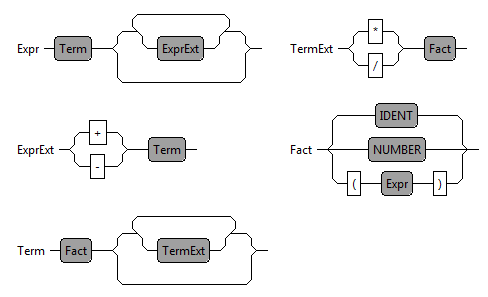 Expr Term ExprExt
TermExt * / Fact
ExprExt + - Term
Fact IDENT NUMBER ( Expr )
Term Fact TermExt